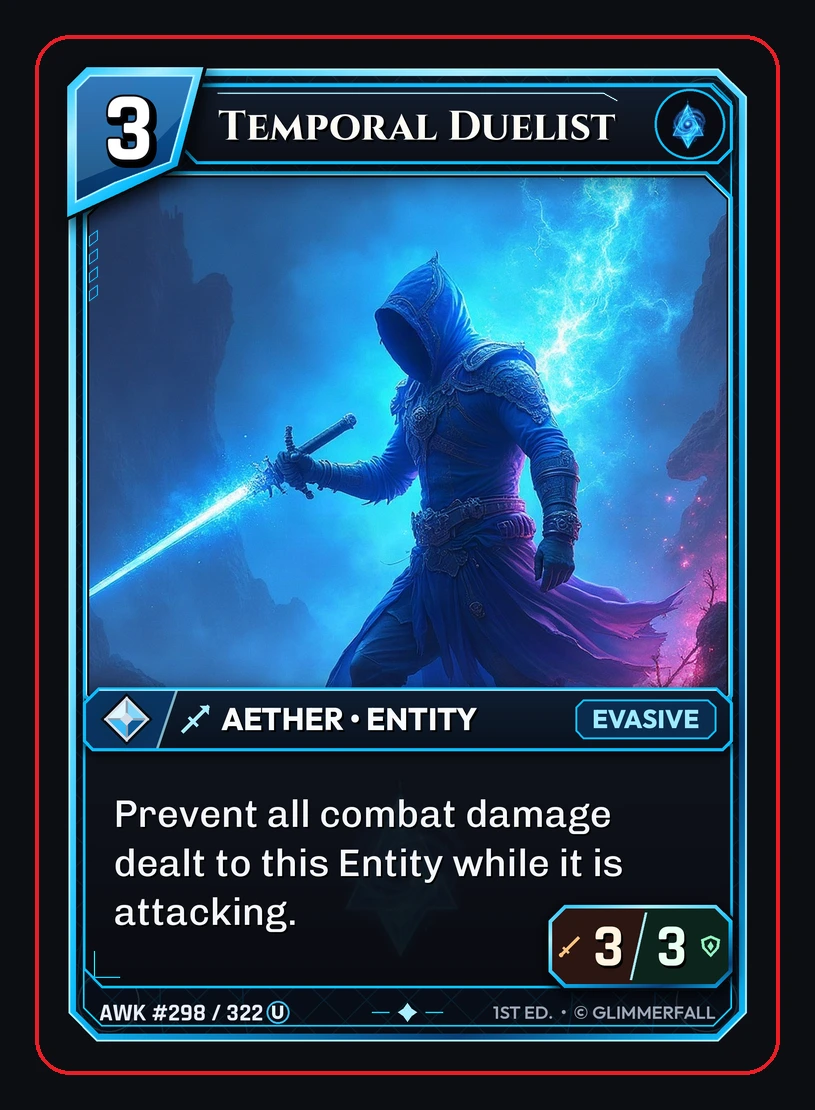 3
TEMPORAL DUELIST
AETHER • ENTITY
EVASIVE
Prevent all combat damage
dealt to this Entity while it is
attacking.
3 / 3
AWK #298 / 322 U
1ST ED. • © GLIMMERFALL